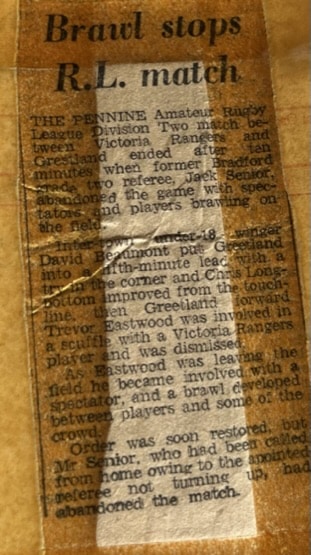 Brawl stops
R.L. match
THE PENNINE Amateur Rugby
League Division Two match be-
tween Victoria Rangers and
Greetland ended after ten
minutes when former Bradford
grade two referee, Jack Senior,
abandoned the game with spec-
tators and players brawling on
the field.
Inter-town under-18 winger
David Beaumont put Greetland
into a fifth-minute lead with a
try in the corner and Chris Long-
bottom improved from the touch-
line, then Greetland forward
Trevor Eastwood was involved in
a scuffle with a Victoria Rangers
player and was dismissed.
As Eastwood was leaving the
field he became involved with a
spectator, and a brawl developed
between players and some of the
crowd.
Order was soon restored, but
Mr Senior, who had been called
from home owing to the appointed
referee not turning up, had
abandoned the match.